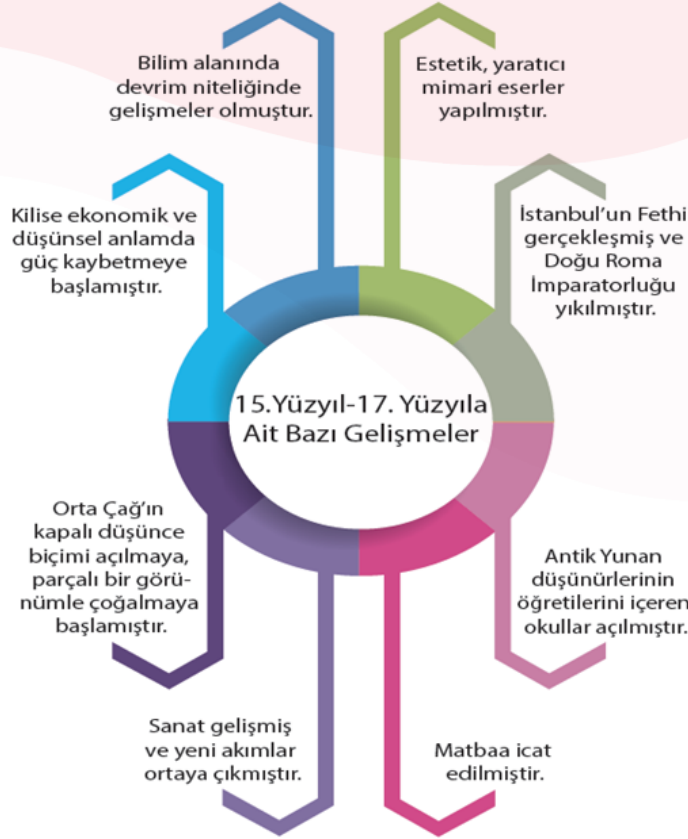 Bilim alanında
devrim niteliğinde
gelişmeler olmuştur.
Estetik, yaratıcı
mimari eserler
yapılmıştır.
Kilise ekonomik ve
düşünsel anlamda
güç kaybetmeye
başlamıştır.
İstanbul’un Fethi
gerçekleşmiş ve
Doğu Roma
İmparatorluğu
yıkılmıştır.
15.Yüzyıl-17. Yüzyıla
Ait Bazı Gelişmeler
Orta Çağ’ın
kapalı düşünce
biçimi açılmaya,
parçalı bir görü-
nümle çoğalmaya
başlamıştır.
Antik Yunan
düşünürlerinin
öğretilerini içeren
okullar açılmıştır.
Sanat gelişmiş
ve yeni akımlar
ortaya çıkmıştır.
Matbaa icat
edilmiştir.